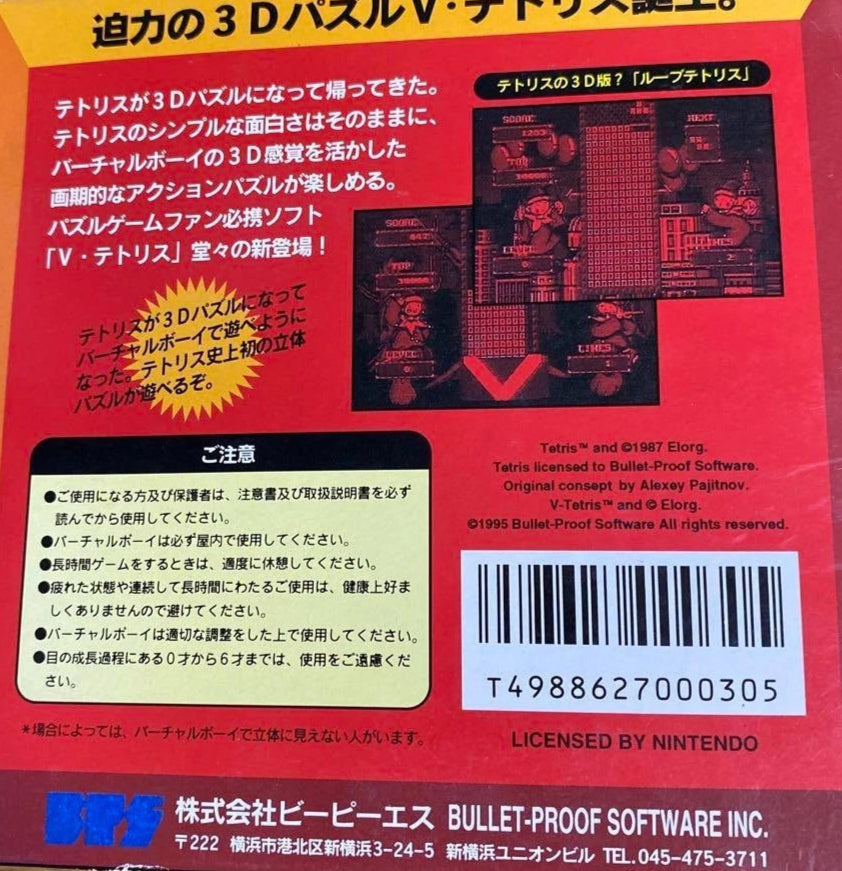 迫力の3DパズルV・テトリス誕生。
テトリスが3Dパズルになって帰ってきた。
テトリスのシンプルな面白さはそのままに、
バーチャルボーイの3D感覚を活かした
画期的なアクションパズルが楽しめる。
パズルゲームファン必携ソフト
「V・テトリス」堂々の新登場!
テトリスの3D版?「ループテトリス」
SCORE
1283
TOP
10000
LEVEL
0
NEXT
LINES
2
SCORE
TOP
10000
LEVEL
0
LINES
1
テトリスが3Dパズルになって
バーチャルボーイで遊べように
なった。テトリス史上初の立体
パズルが遊べるぞ。
ご注意
●ご使用になる方及び保護者は、注意書及び取扱説明書を必ず
読んでから使用してください。
●バーチャルボーイは必ず屋内で使用してください。
●長時間ゲームをするときは、適度に休憩してください。
●疲れた状態や連続して長時間にわたるご使用は、健康上好ま
しくありませんので避けてください。
●バーチャルボーイは適切な調整をした上で使用してください。
●目の成長過程にある0才から6才までは、使用をご遠慮くだ
さい。
*場合によっては、バーチャルボーイで立体に見えない人がいます。
Tetris™ and ©1987 Elorg.
Tetris licensed to Bullet-Proof Software.
Original consept by Alexey Pajitnov.
V-Tetris™ and © Elorg.
©1995 Bullet-Proof Software All rights reserved.
T4988627000305
LICENSED BY NINTENDO
BPS 株式会社ビーピーエス BULLET-PROOF SOFTWARE INC.
〒222 横浜市港北区新横浜3-24-5 新横浜ユニオンビル TEL.045-475-3711